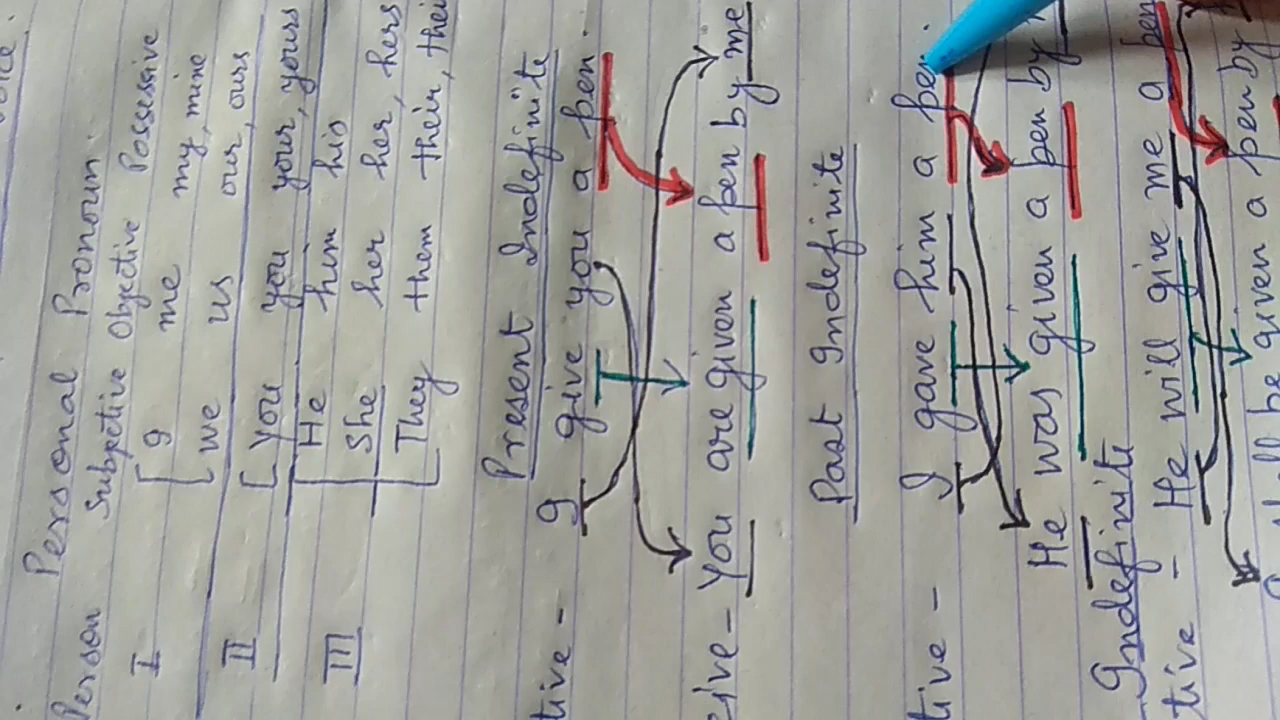 Personal Pronoun
Person Subjective Objective Possessive
I I me my, mine
we us our, ours
II You you your, yours
III He him his
She her her, hers
They them their,
Present Indefinite
I give you a pen.
You are given a pen by me
Past Indefinite
I gave him a pen.
He was given a pen by
Indefinite
He will give me a pen
given a pen by